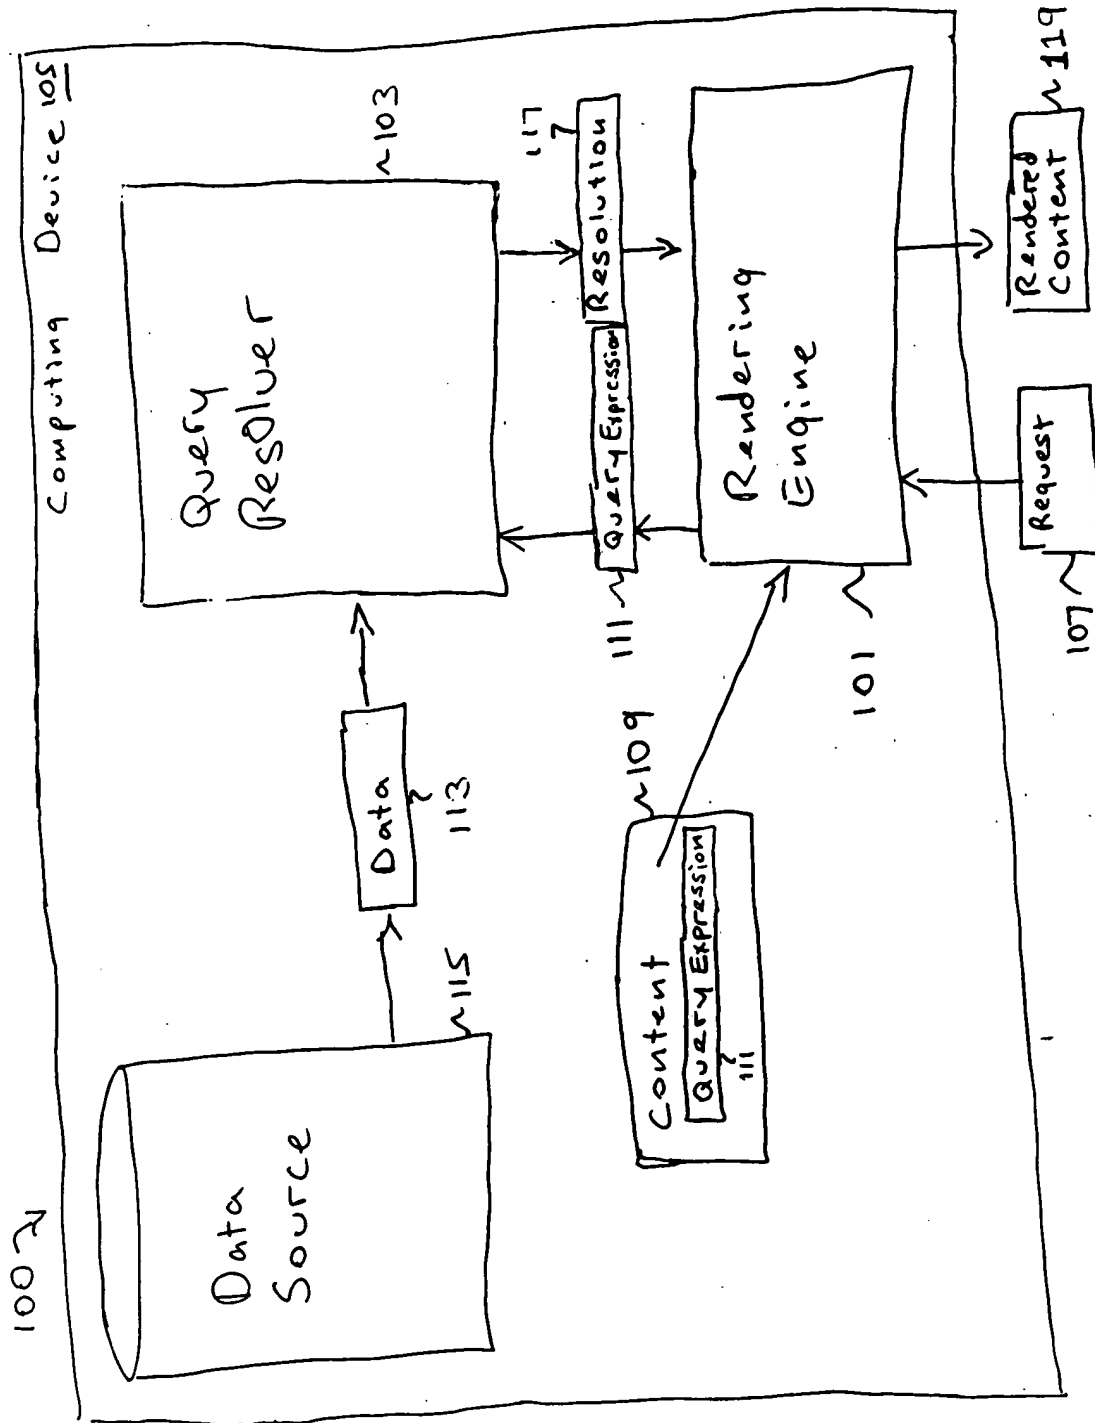 100
Computing Device 105
Data
Source
115
Data
113
Query
Resolver
103
Content
Query Expression
111
109
111
Query Expression
Resolution
117
Rendering
Engine
101
107
Request
Rendered
Content
119